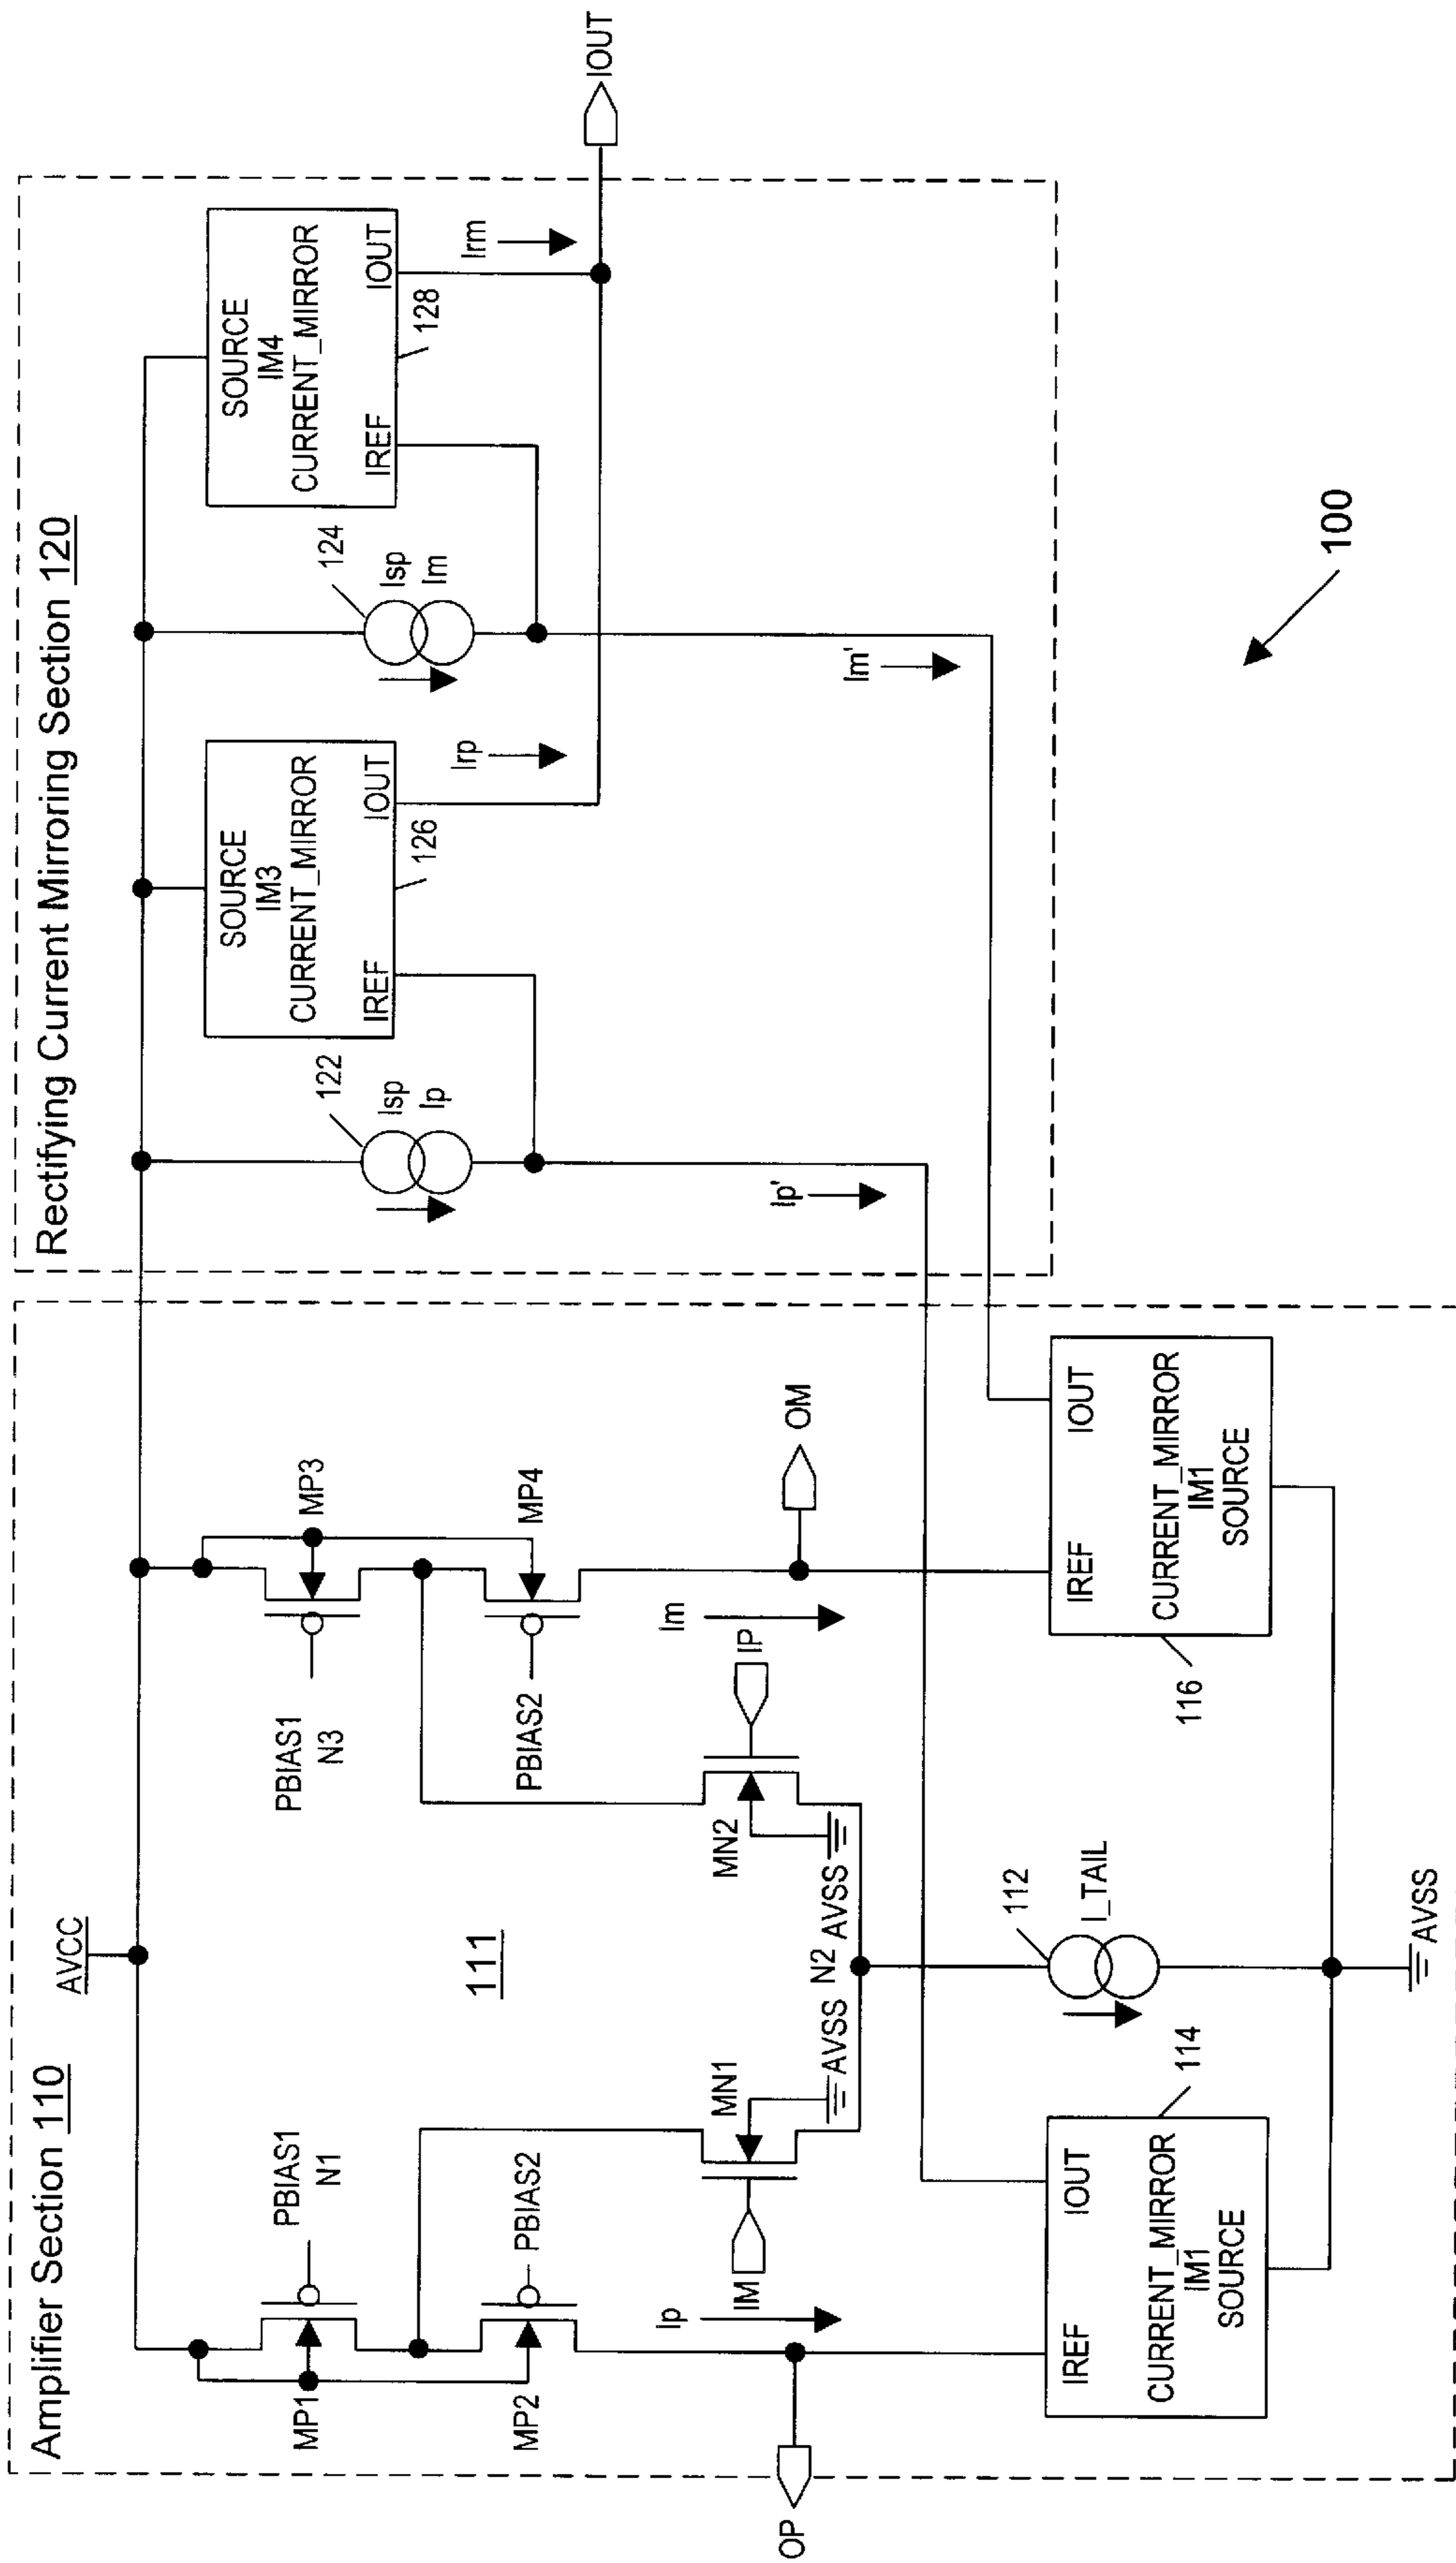 Amplifier Section 110
AVCC
PBIAS1
N1
MP1
PBIAS2
MP2
OP
Ip
IM
MN1
AVSS
111
PBIAS1
N3
MP3
PBIAS2
MP4
Im
OM
IP
MN2
AVSS
N2
112
I_TAIL
114
IREF
IOUT
CURRENT_MIRROR
IM1
SOURCE
116
IREF
IOUT
CURRENT_MIRROR
IM1
SOURCE
AVSS
Rectifying Current Mirroring Section 120
122
Isp
Ip
Ip'
SOURCE
IM3
CURRENT_MIRROR
IREF
IOUT
126
Irp
124
Isp
Im
Im'
SOURCE
IM4
CURRENT_MIRROR
IREF
IOUT
128
Irm
IOUT
100